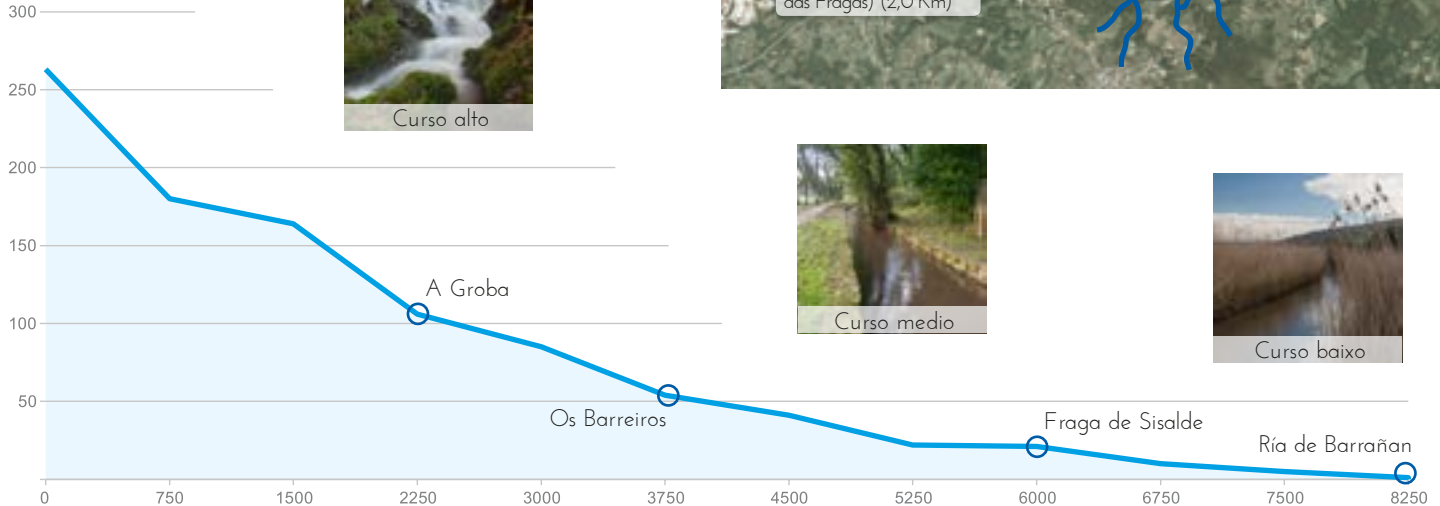 das Fragas) (2,0 Km)
300
250
200
150
100
50
Curso alto
Curso medio
Curso baixo
A Groba
Os Barreiros
Fraga de Sisalde
Ría de Barrañan
0 750 1500 2250 3000 3750 4500 5250 6000 6750 7500 8250